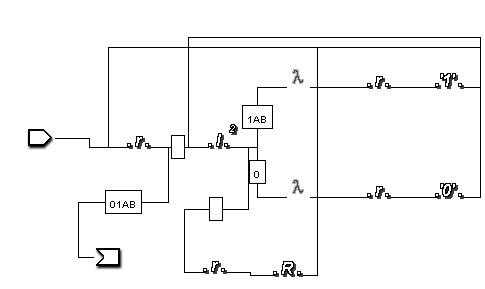 λ .r. .'1'.
1AB
.r. .l. 2
0
λ .r. .'0'.
01AB
.r. .R.